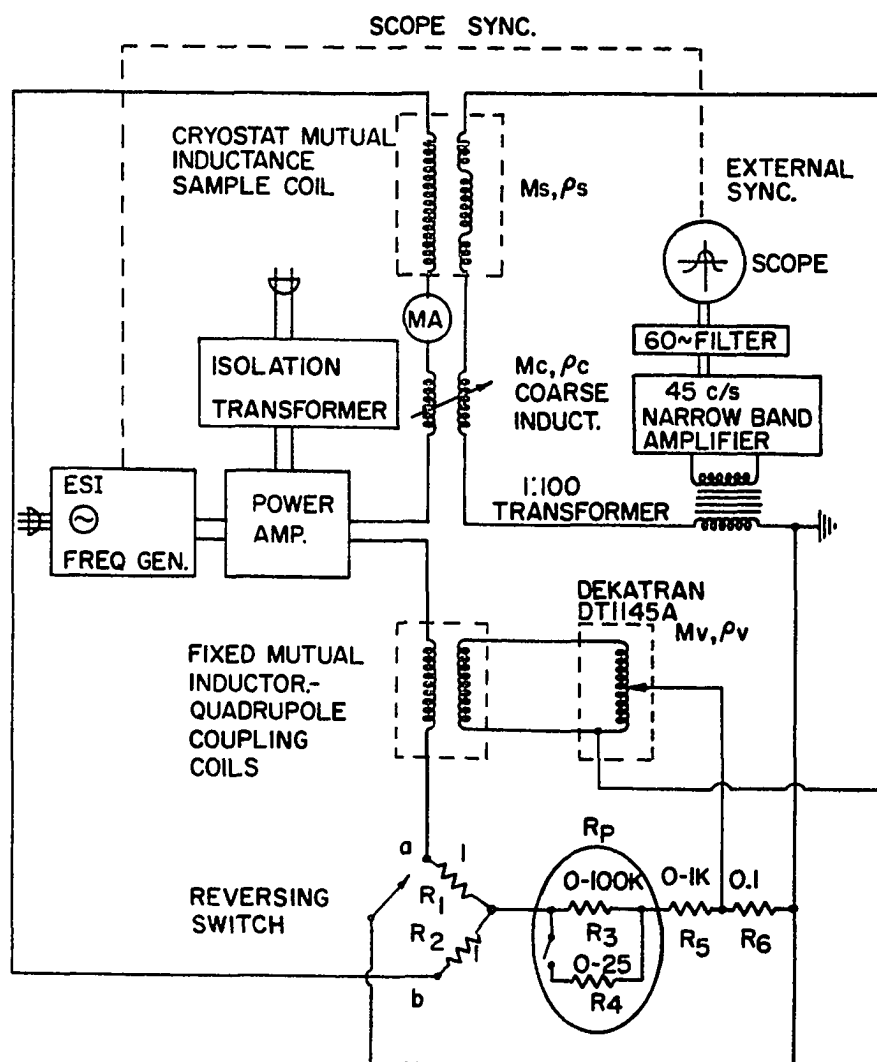 SCOPE SYNC.
CRYOSTAT MUTUAL
INDUCTANCE
SAMPLE COIL
Ms, ρs
EXTERNAL
SYNC.
SCOPE
MA
60~FILTER
ISOLATION
TRANSFORMER
Mc, ρc
COARSE
INDUCT.
45 c/s
NARROW BAND
AMPLIFIER
ESI
FREQ GEN.
POWER
AMP.
1:100
TRANSFORMER
DEKATRAN
DT1145A
Mv, ρv
FIXED MUTUAL
INDUCTOR.-
QUADRUPOLE
COUPLING
COILS
a
1
R1
R2
1
b
REVERSING
SWITCH
RP
0-100K
R3
0-25
R4
0-1K
R5
0.1
R6